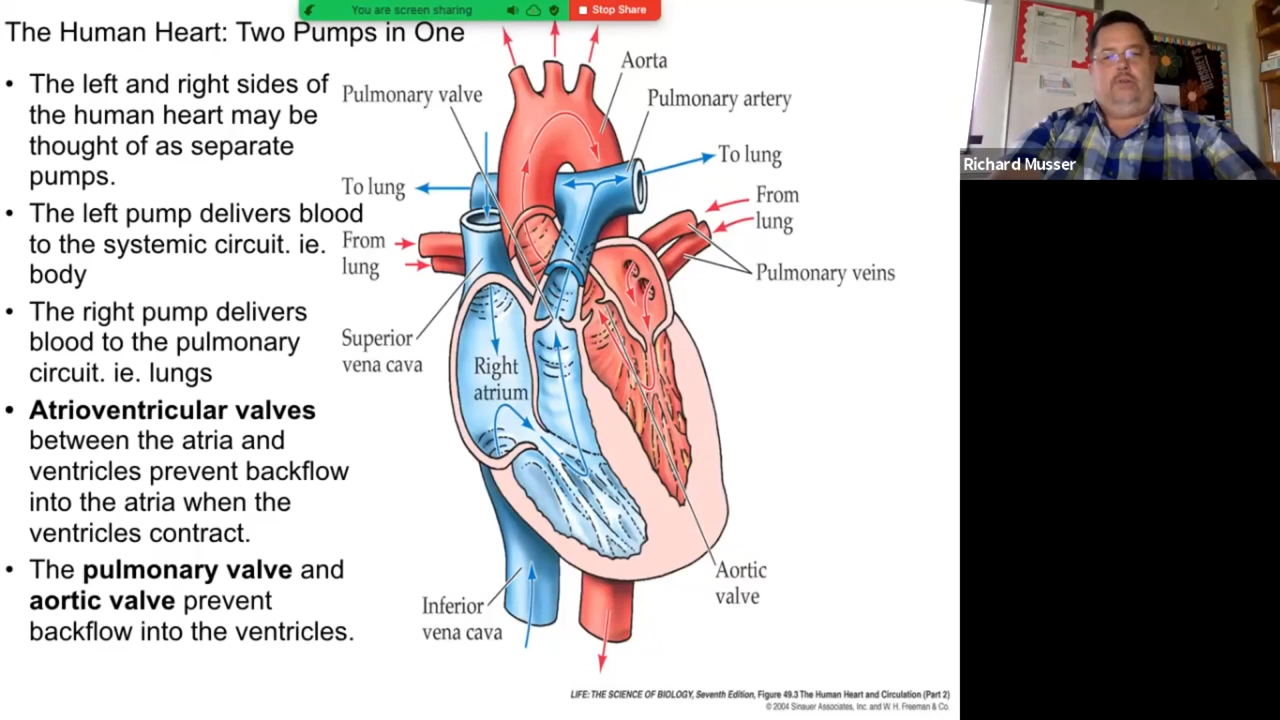 You are screen sharing
Stop Share
The Human Heart: Two Pumps in One
• The left and right sides of
the human heart may be
thought of as separate
pumps.
• The left pump delivers blood
to the systemic circuit. ie.
body
• The right pump delivers
blood to the pulmonary
circuit. ie. lungs
• Atrioventricular valves
between the atria and
ventricles prevent backflow
into the atria when the
ventricles contract.
• The pulmonary valve and
aortic valve prevent
backflow into the ventricles.
Aorta
Pulmonary valve
Pulmonary artery
To lung
To lung
From
lung
From
lung
Pulmonary veins
Superior
vena cava
Right
atrium
Aortic
valve
Inferior
vena cava
LIFE: THE SCIENCE OF BIOLOGY, Seventh Edition, Figure 49.3 The Human Heart and Circulation (Part 2)
© 2004 Sinauer Associates, Inc. and W. H. Freeman & Co.
Richard Musser